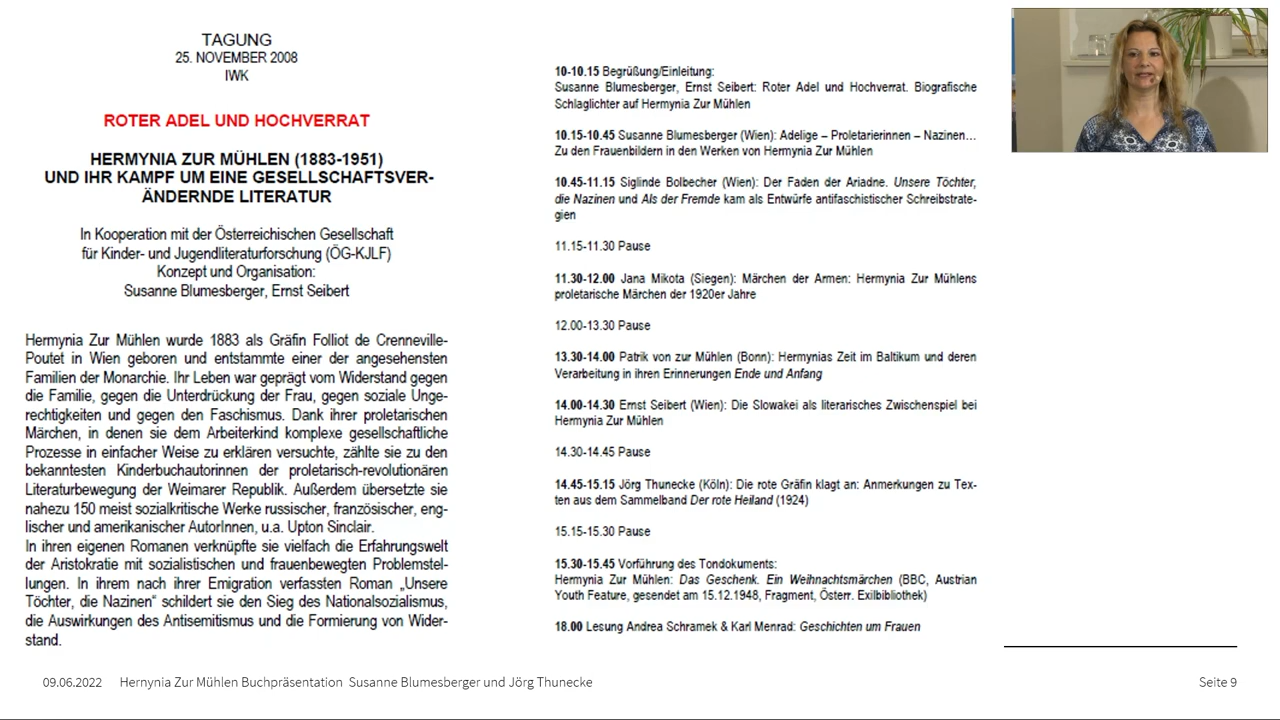 TAGUNG
25. NOVEMBER 2008
IWK
ROTER ADEL UND HOCHVERRAT
HERMYNIA ZUR MÜHLEN (1883-1951)
UND IHR KAMPF UM EINE GESELLSCHAFTSVER-
ÄNDERNDE LITERATUR
In Kooperation mit der Österreichischen Gesellschaft
für Kinder- und Jugendliteraturforschung (ÖG-KJLF)
Konzept und Organisation:
Susanne Blumesberger, Ernst Seibert
Hermynia Zur Mühlen wurde 1883 als Gräfin Folliot de Crenneville-
Poutet in Wien geboren und entstammte einer der angesehensten
Familien der Monarchie. Ihr Leben war geprägt vom Widerstand gegen
die Familie, gegen die Unterdrückung der Frau, gegen soziale Unge-
rechtigkeiten und gegen den Faschismus. Dank ihrer proletarischen
Märchen, in denen sie dem Arbeiterkind komplexe gesellschaftliche
Prozesse in einfacher Weise zu erklären versuchte, zählte sie zu den
bekanntesten Kinderbuchautorinnen der proletarisch-revolutionären
Literaturbewegung der Weimarer Republik. Außerdem übersetzte sie
nahezu 150 meist sozialkritische Werke russischer, französischer, eng-
lischer und amerikanischer AutorInnen, u.a. Upton Sinclair.
In ihren eigenen Romanen verknüpfte sie vielfach die Erfahrungswelt
der Aristokratie mit sozialistischen und frauenbewegten Problemstel-
lungen. In ihrem nach ihrer Emigration verfassten Roman „Unsere
Töchter, die Nazinen“ schildert sie den Sieg des Nationalsozialismus,
die Auswirkungen des Antisemitismus und die Formierung von Wider-
stand.
10-10.15 Begrüßung/Einleitung:
Susanne Blumesberger, Ernst Seibert: Roter Adel und Hochverrat. Biografische
Schlaglichter auf Hermynia Zur Mühlen
10.15-10.45 Susanne Blumesberger (Wien): Adelige – Proletarierinnen – Nazinen…
Zu den Frauenbildern in den Werken von Hermynia Zur Mühlen
10.45-11.15 Siglinde Bolbecher (Wien): Der Faden der Ariadne. Unsere Töchter,
die Nazinen und Als der Fremde kam als Entwürfe antifaschistischer Schreibstrate-
gien
11.15-11.30 Pause
11.30-12.00 Jana Mikota (Siegen): Märchen der Armen: Hermynia Zur Mühlens
proletarische Märchen der 1920er Jahre
12.00-13.30 Pause
13.30-14.00 Patrik von zur Mühlen (Bonn): Hermynias Zeit im Baltikum und deren
Verarbeitung in ihren Erinnerungen Ende und Anfang
14.00-14.30 Ernst Seibert (Wien): Die Slowakei als literarisches Zwischenspiel bei
Hermynia Zur Mühlen
14.30-14.45 Pause
14.45-15.15 Jörg Thunecke (Köln): Die rote Gräfin klagt an: Anmerkungen zu Tex-
ten aus dem Sammelband Der rote Heiland (1924)
15.15-15.30 Pause
15.30-15.45 Vorführung des Tondokuments:
Hermynia Zur Mühlen: Das Geschenk. Ein Weihnachtsmärchen (BBC, Austrian
Youth Feature, gesendet am 15.12.1948, Fragment, Österr. Exilbibliothek)
18.00 Lesung Andrea Schramek & Karl Menrad: Geschichten um Frauen
09.06.2022 Hernynia Zur Mühlen Buchpräsentation Susanne Blumesberger und Jörg Thunecke
Seite 9